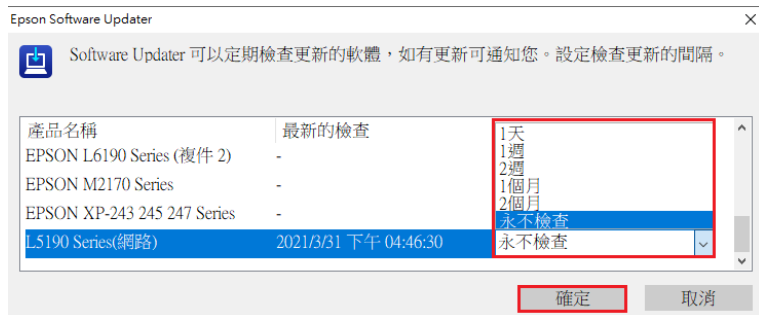 Epson Software Updater
Software Updater 可以定期檢查更新的軟體，如有更新可通知您。設定檢查更新的間隔。
產品名稱 最新的檢查 1天
1週
EPSON L6190 Series (複件 2) - 2週
EPSON M2170 Series - 1個月
2個月
EPSON XP-243 245 247 Series - 永不檢查
L5190 Series(網路) 2021/3/31 下午 04:46:30 永不檢查
確定 取消